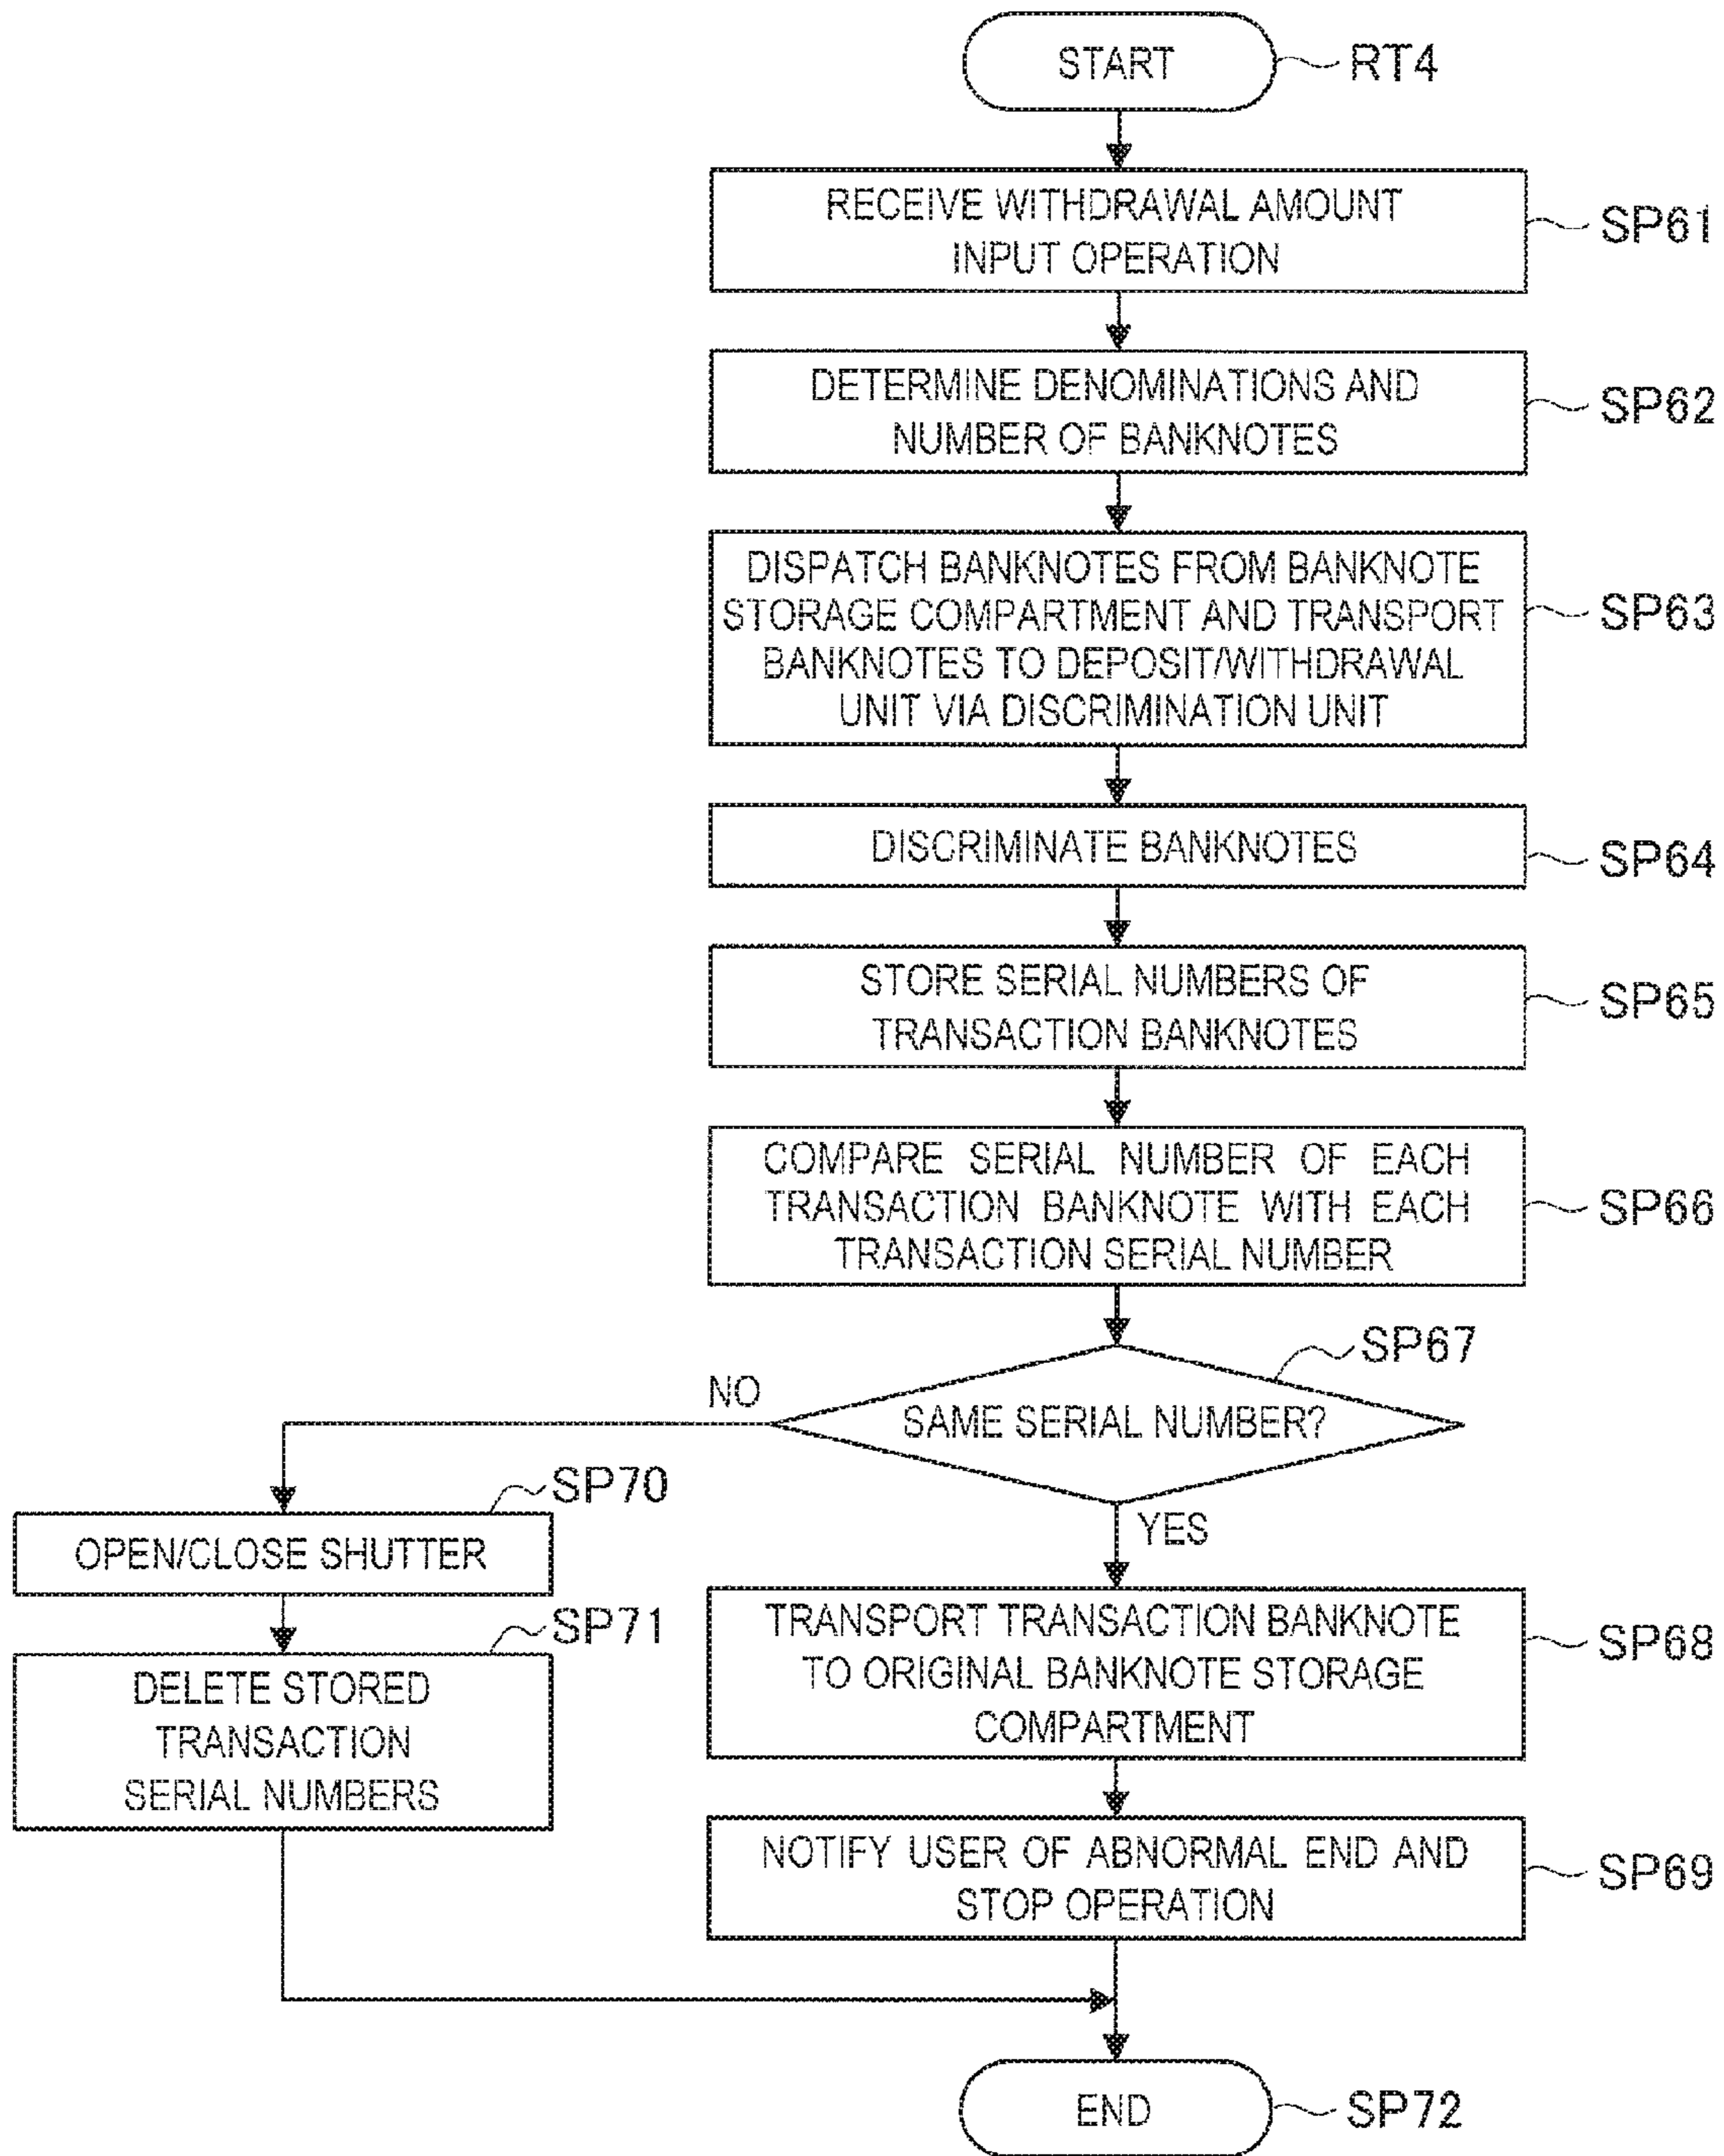 START
RT4
RECEIVE WITHDRAWAL AMOUNT
INPUT OPERATION
SP61
DETERMINE DENOMINATIONS AND
NUMBER OF BANKNOTES
SP62
DISPATCH BANKNOTES FROM BANKNOTE
STORAGE COMPARTMENT AND TRANSPORT
BANKNOTES TO DEPOSIT/WITHDRAWAL
UNIT VIA DISCRIMINATION UNIT
SP63
DISCRIMINATE BANKNOTES
SP64
STORE SERIAL NUMBERS OF
TRANSACTION BANKNOTES
SP65
COMPARE SERIAL NUMBER OF EACH
TRANSACTION BANKNOTE WITH EACH
TRANSACTION SERIAL NUMBER
SP66
SP67
SAME SERIAL NUMBER?
NO
YES
SP70
OPEN/CLOSE SHUTTER
SP71
DELETE STORED
TRANSACTION
SERIAL NUMBERS
TRANSPORT TRANSACTION BANKNOTE
TO ORIGINAL BANKNOTE STORAGE
COMPARTMENT
SP68
NOTIFY USER OF ABNORMAL END AND
STOP OPERATION
SP69
END
SP72